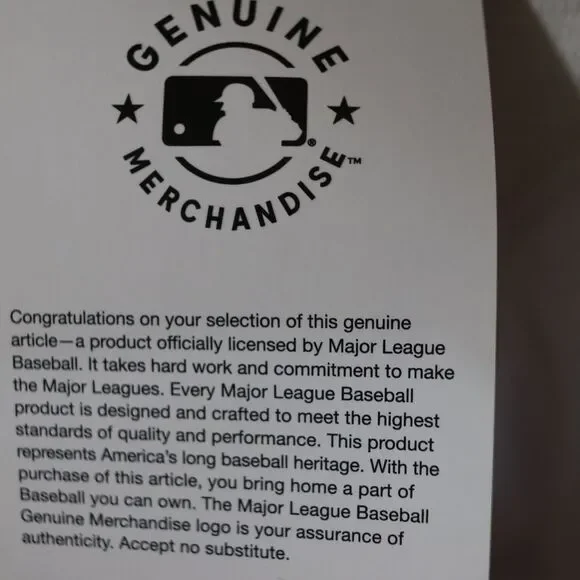 GENUINE
MERCHANDISE™
®
Congratulations on your selection of this genuine
article—a product officially licensed by Major League
Baseball. It takes hard work and commitment to make
the Major Leagues. Every Major League Baseball
product is designed and crafted to meet the highest
standards of quality and performance. This product
represents America's long baseball heritage. With the
purchase of this article, you bring home a part of
Baseball you can own. The Major League Baseball
Genuine Merchandise logo is your assurance of
authenticity. Accept no substitute.